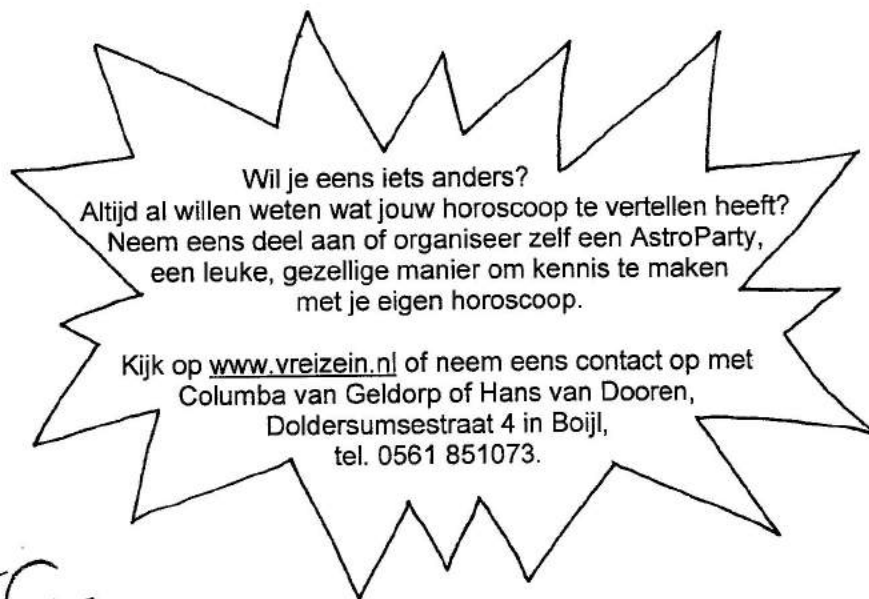 Wil je eens iets anders?
Altijd al willen weten wat jouw horoscoop te vertellen heeft?
Neem eens deel aan of organiseer zelf een AstroParty,
een leuke, gezellige manier om kennis te maken
met je eigen horoscoop.
Kijk op www.vreizein.nl of neem eens contact op met
Columba van Geldorp of Hans van Dooren,
Doldersumsestraat 4 in Boijl,
tel. 0561 851073.